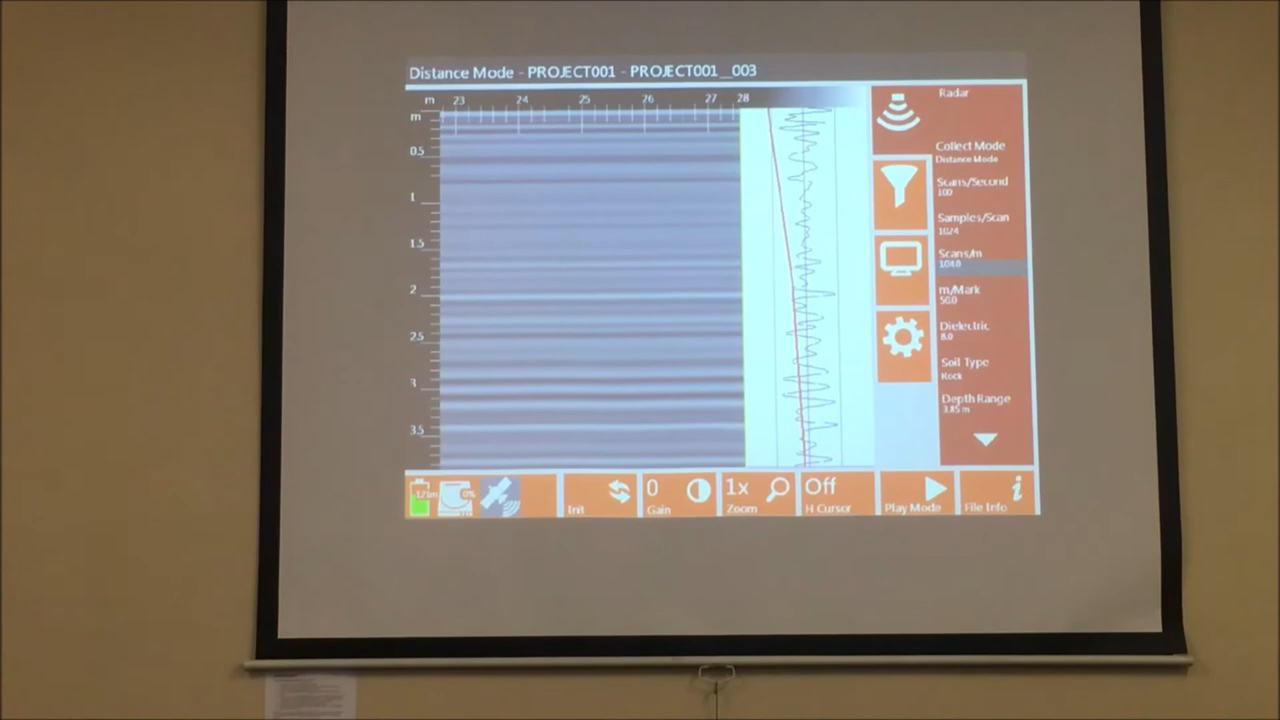 Distance Mode - PROJECT001 - PROJECT001__003
m 23 24 25 26 27 28
m
0.5
1
1.5
2
2.5
3
3.5
Radar
Collect Mode
Distance Mode
Scans/Second
100
Samples/Scan
1024
Scans/m
m/Mark
50.0
Dielectric
8.0
Soil Type
Rock
Depth Range
3.85 m
0%
Init
0
Gain
1x
Zoom
Off
H Cursor
Play Mode
i
File Info